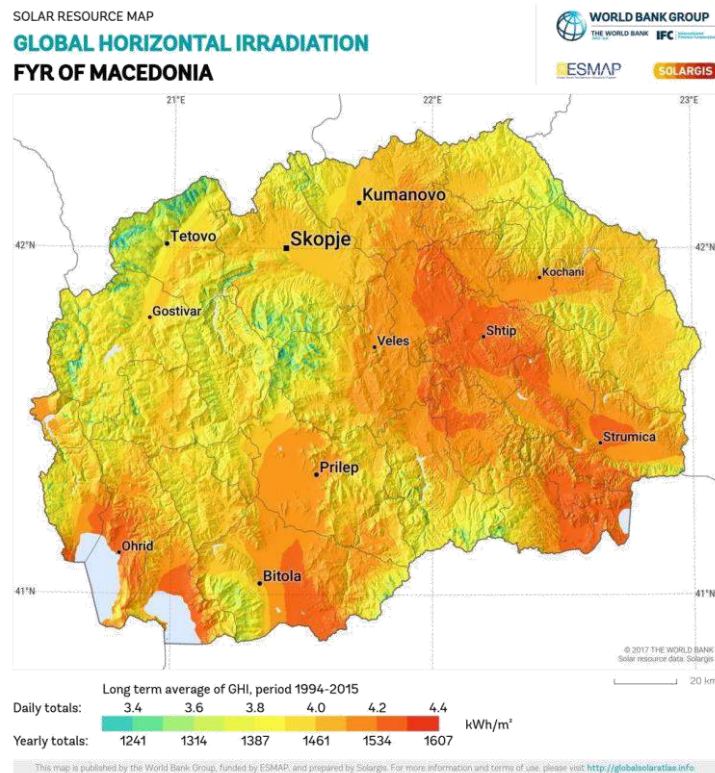 SOLAR RESOURCE MAP
GLOBAL HORIZONTAL IRRADIATION
FYR OF MACEDONIA
WORLD BANK GROUP
THE WORLD BANK IFC
ESMAP SOLARGIS
21°E 22°E 23°E
Kumanovo
42°N Tetovo Skopje 42°N
Kochani
Gostivar
Shtip
Veles
Strumica
Prilep
Ohrid
41°N Bitola 41°N
© 2017 THE WORLD BANK
Solar resource data: Solargis
20 km
Long term average of GHI, period 1994-2015
Daily totals: 3.4 3.6 3.8 4.0 4.2 4.4
kWh/m²
Yearly totals: 1241 1314 1387 1461 1534 1607
This map is published by the World Bank Group, funded by ESMAP, and prepared by Solargis. For more information and terms of use, please visit http://globalsolaratlas.info